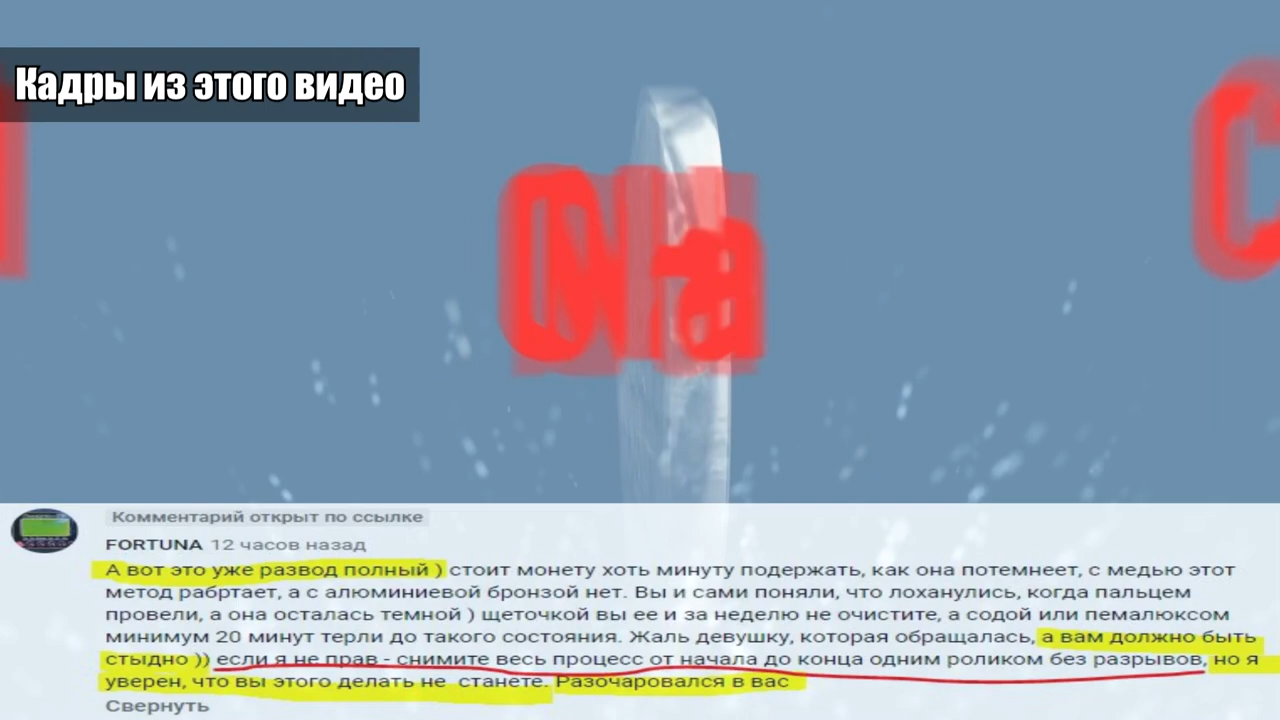 Кадры из этого видео
Na
C
Комментарий открыт по ссылке
FORTUNA 12 часов назад
А вот это уже развод полный ) стоит монету хоть минуту подержать, как она потемнеет, с медью этот
метод рабртает, а с алюминиевой бронзой нет. Вы и сами поняли, что лоханулись, когда пальцем
провели, а она осталась темной ) щеточкой вы ее и за неделю не очистите, а содой или пемалюксом
минимум 20 минут терли до такого состояния. Жаль девушку, которая обращалась, а вам должно быть
стыдно )) если я не прав - снимите весь процесс от начала до конца одним роликом без разрывов, но я
уверен, что вы этого делать не станете. Разочаровался в вас
Свернуть